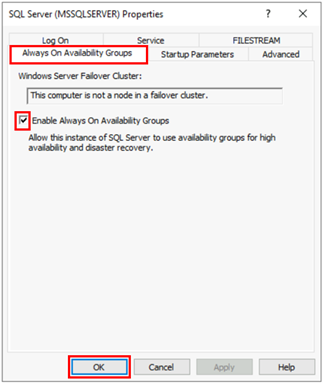 SQL Server (MSSQLSERVER) Properties ? ×
Log On Service FILESTREAM
Always On Availability Groups Startup Parameters Advanced
Windows Server Failover Cluster:
This computer is not a node in a failover cluster.
Enable Always On Availability Groups
Allow this instance of SQL Server to use availability groups for high
availability and disaster recovery.
OK Cancel Apply Help